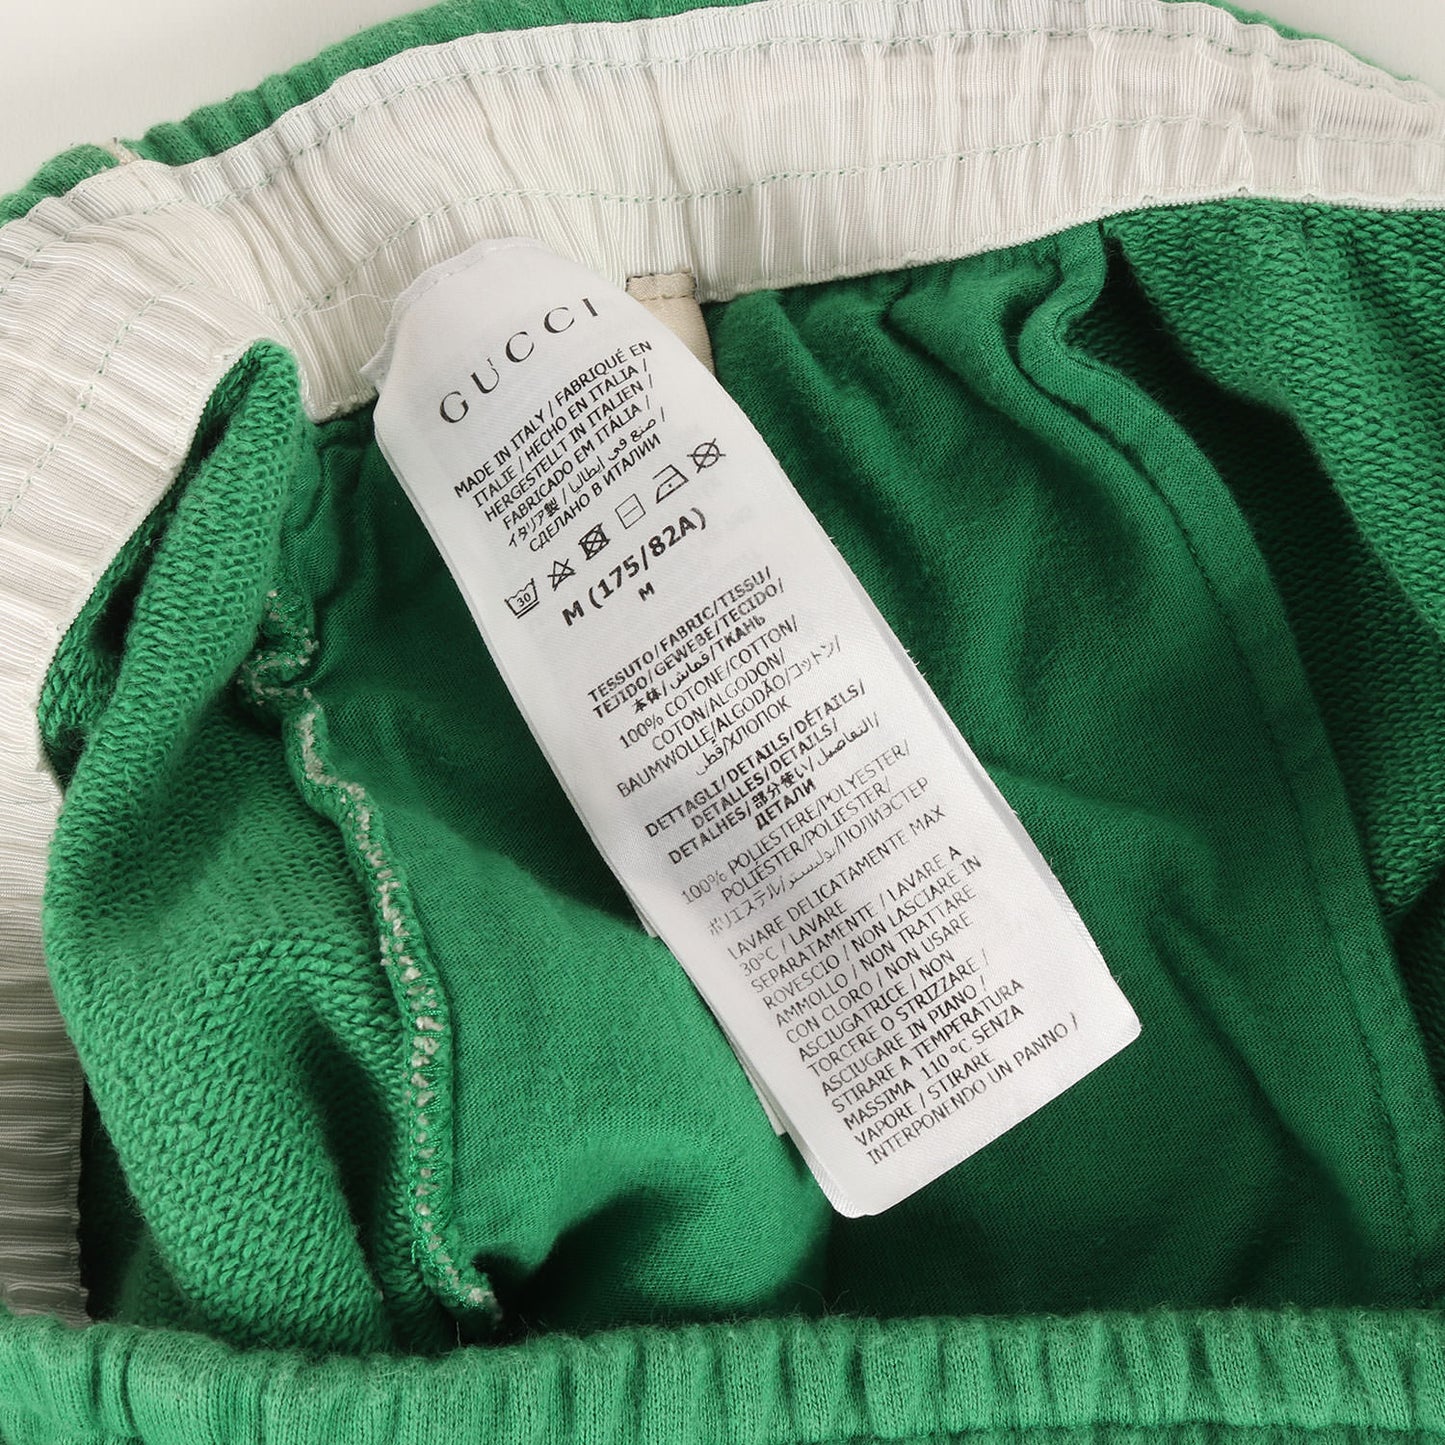 GUCCI
MADE IN ITALY / FABRIQUÉ EN
ITALIE / HECHO EN ITALIA /
HERGESTELLT IN ITALIEN /
FABRICADO EM ITÁLIA /
イタリア製 / صنع في إيطاليا /
СДЕЛАНО В ИТАЛИИ
30
M (175/82A)
M
TESSUTO/FABRIC/TISSU/
TEJIDO/GEWEBE/TECIDO/
本体/قماش/ТКАНЬ
100% COTONE/COTTON/
COTON/ALGODON/
BAUMWOLLE/ALGODÃO/コットン/
قطن/ХЛОПОК
DETTAGLI/DETAILS/DÉTAILS/
DETALLES/DETAILS/
DETALHES/部分使い/التفاصيل/
ДЕТАЛИ
100% POLIESTERE/POLYESTER/
POLIÉSTER/POLIESTER/
ポリエステル/بوليستر/ПОЛИЭСТЕР
LAVARE DELICATAMENTE MAX
30°C / LAVARE
SEPARATAMENTE / LAVARE A
ROVESCIO / NON LASCIARE IN
AMMOLLO / NON TRATTARE
CON CLORO / NON USARE
ASCIUGATRICE / NON
TORCERE O STRIZZARE /
ASCIUGARE IN PIANO /
STIRARE A TEMPERATURA
MASSIMA 110 °C SENZA
VAPORE / STIRARE
INTERPONENDO UN PANNO /